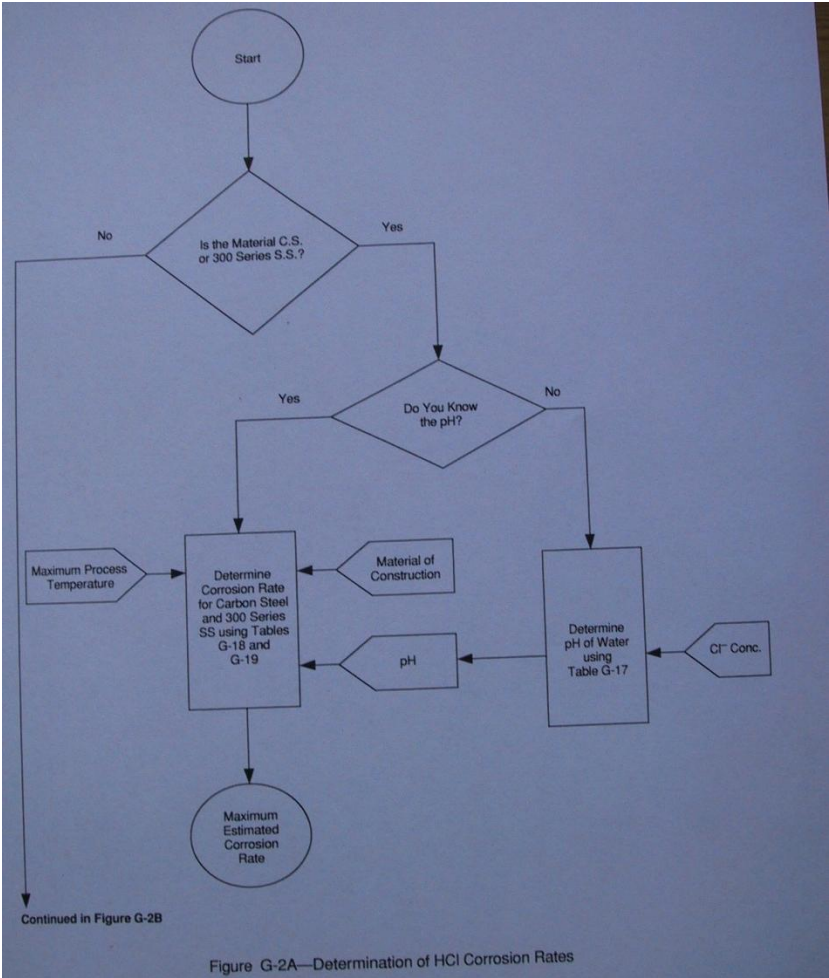 Start
No
Yes
Is the Material C.S.
or 300 Series S.S.?
Yes
No
Do You Know
the pH?
Maximum Process
Temperature
Determine
Corrosion Rate
for Carbon Steel
and 300 Series
SS using Tables
G-18 and
G-19
Material of
Construction
pH
Determine
pH of Water
using
Table G-17
Cl⁻ Conc.
Maximum
Estimated
Corrosion
Rate
Continued in Figure G-2B
Figure G-2A—Determination of HCl Corrosion Rates